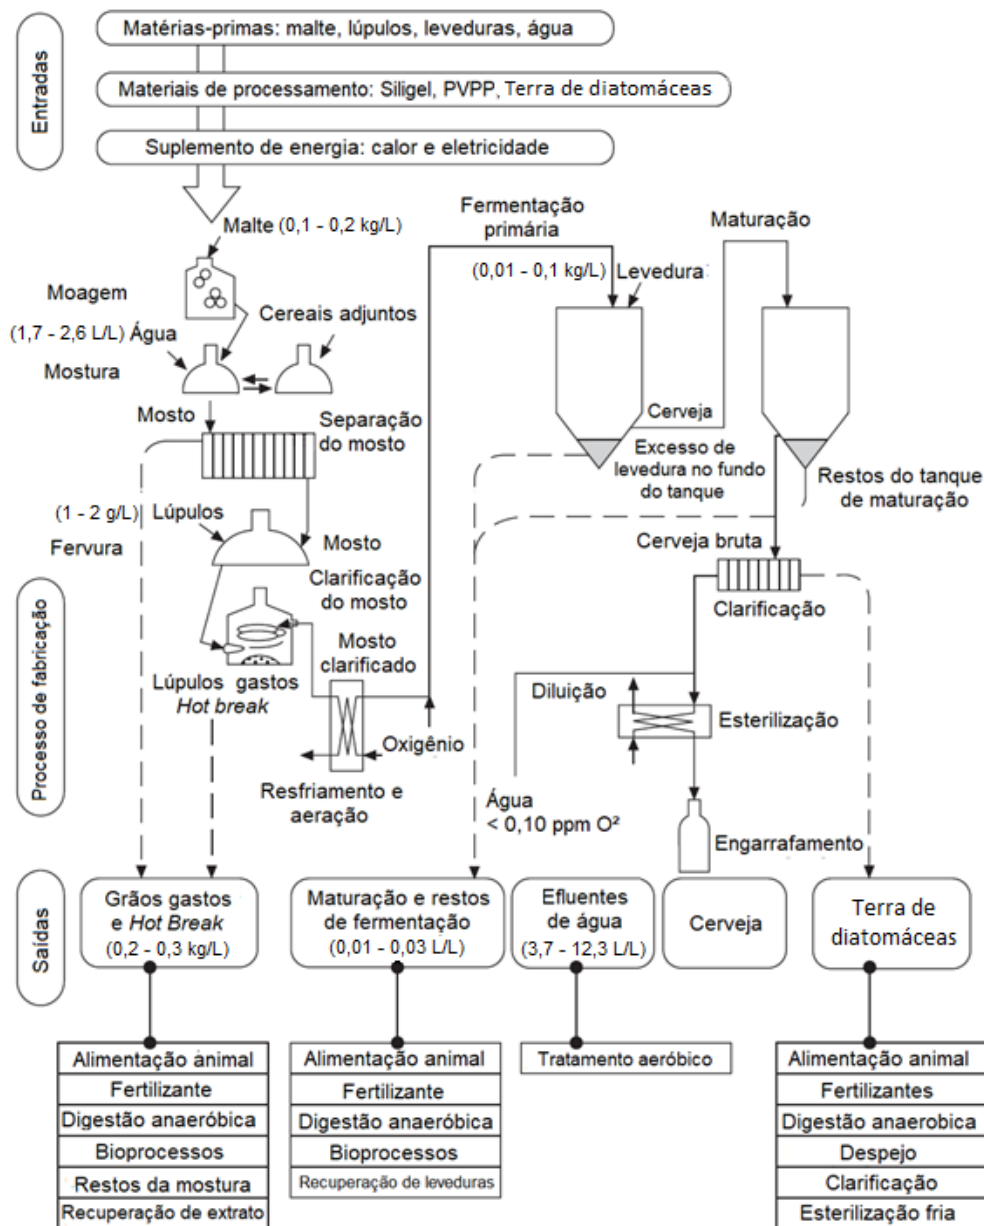 Entradas
Matérias-primas: malte, lúpulos, leveduras, água
Materiais de processamento: Siligel, PVPP, Terra de diatomáceas
Suplemento de energia: calor e eletricidade
Malte (0,1 - 0,2 kg/L)
Moagem
(1,7 - 2,6 L/L) Água
Cereais adjuntos
Mostura
Mosto
Separação
do mosto
(1 - 2 g/L) Lúpulos
Fervura
Mosto
Clarificação
do mosto
Mosto
clarificado
Lúpulos gastos
Hot break
Oxigênio
Resfriamento e
aeração
Fermentação
primária
(0,01 - 0,1 kg/L) Levedura
Maturação
Cerveja
Excesso de
levedura no fundo
do tanque
Restos do tanque
de maturação
Cerveja bruta
Clarificação
Diluição
Esterilização
Água
< 0,10 ppm O²
Engarrafamento
Processo de fabricação
Saídas
Grãos gastos
e Hot Break
(0,2 - 0,3 kg/L)
Maturação e restos
de fermentação
(0,01 - 0,03 L/L)
Efluentes
de água
(3,7 - 12,3 L/L)
Cerveja
Terra de
diatomáceas
Alimentação animal
Fertilizante
Digestão anaeróbica
Bioprocessos
Restos da mostura
Recuperação de extrato
Alimentação animal
Fertilizante
Digestão anaeróbica
Bioprocessos
Recuperação de leveduras
Tratamento aeróbico
Alimentação animal
Fertilizantes
Digestão anaerobica
Despejo
Clarificação
Esterilização fria